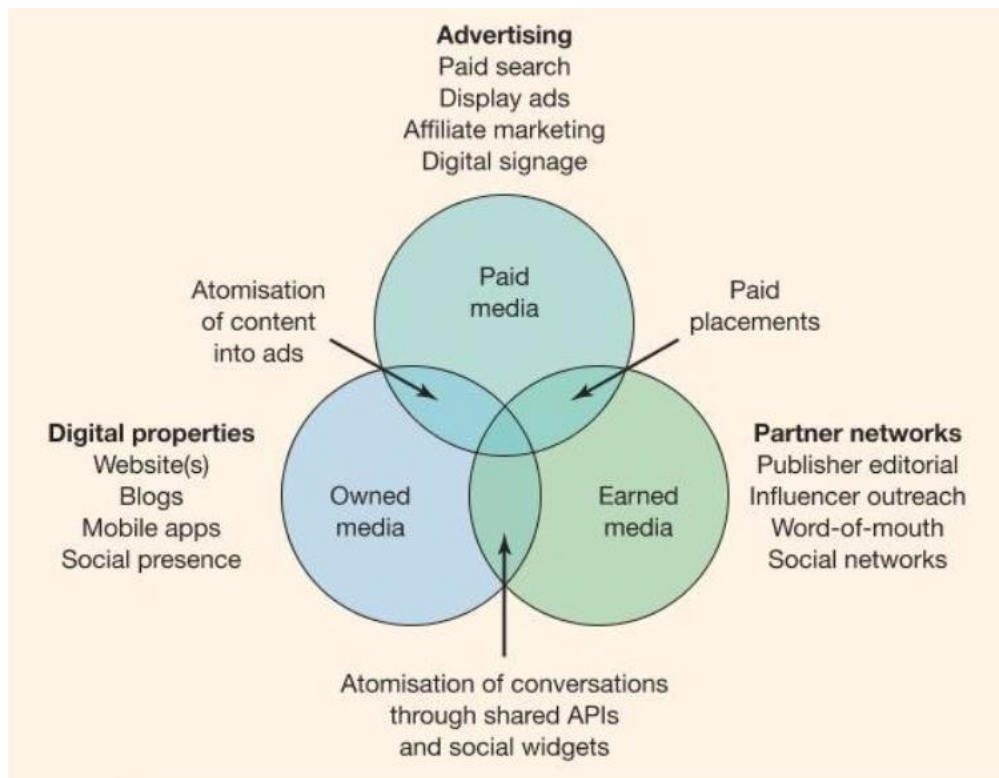 Advertising
Paid search
Display ads
Affiliate marketing
Digital signage
Paid
media
Atomisation
of content
into ads
Paid
placements
Digital properties
Website(s)
Blogs
Mobile apps
Social presence
Owned
media
Earned
media
Partner networks
Publisher editorial
Influencer outreach
Word-of-mouth
Social networks
Atomisation of conversations
through shared APIs
and social widgets